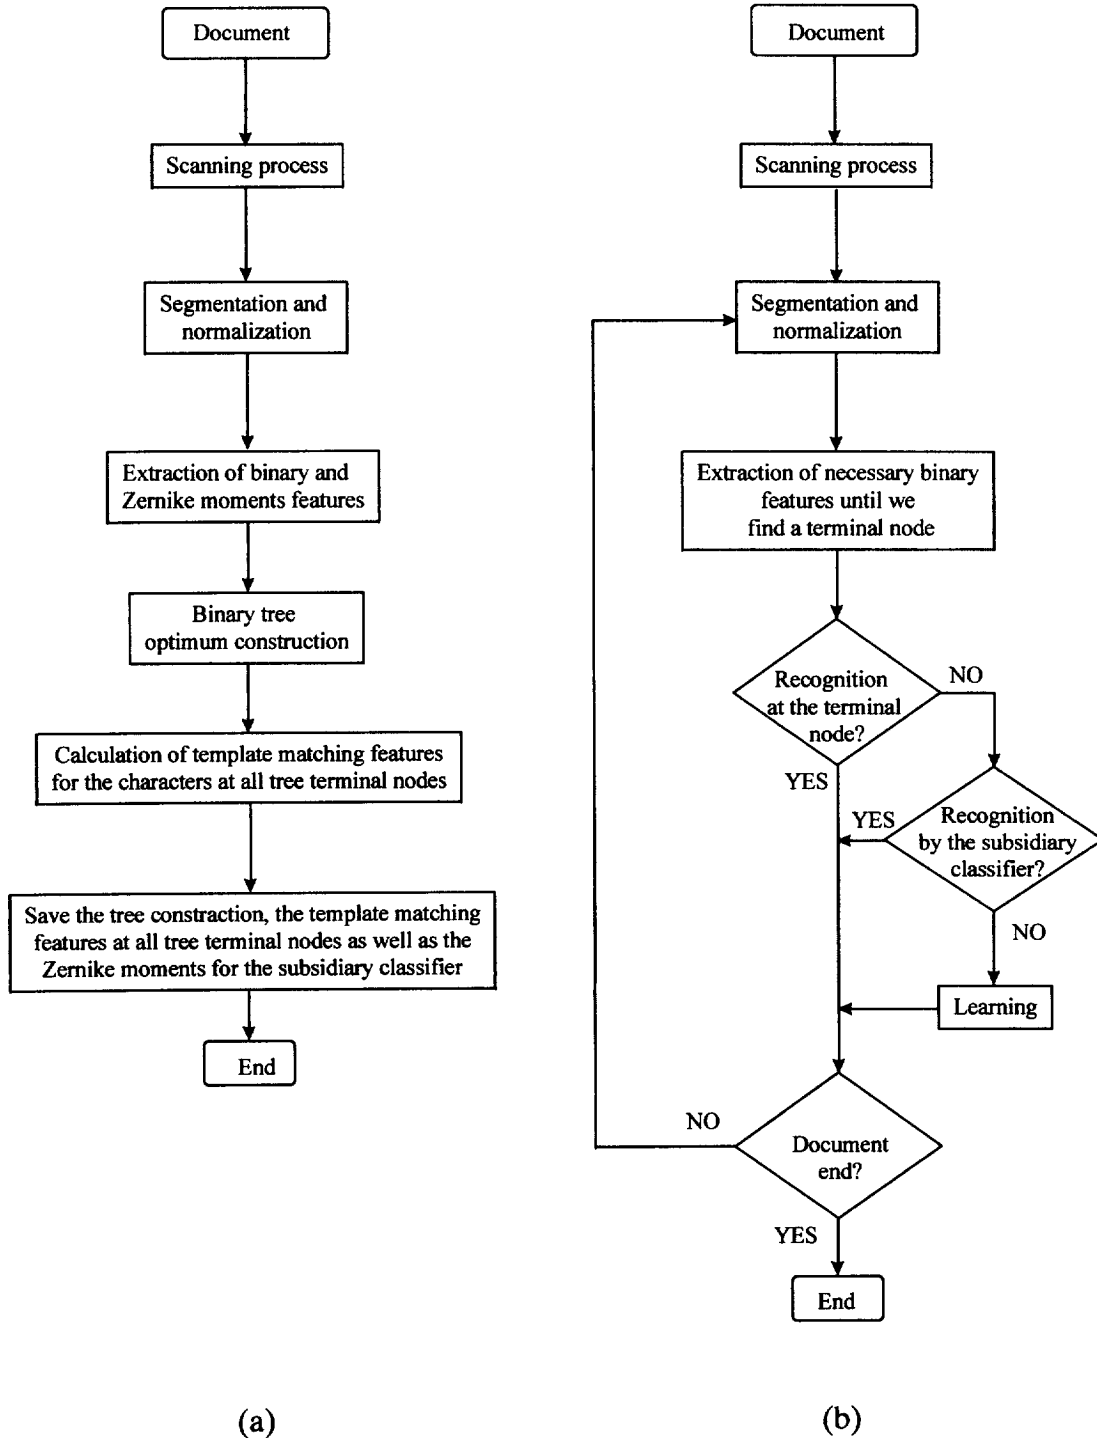 Document
Scanning process
Segmentation and
normalization
Extraction of binary and
Zernike moments features
Binary tree
optimum construction
Calculation of template matching features
for the characters at all tree terminal nodes
Save the tree constraction, the template matching
features at all tree terminal nodes as well as the
Zernike moments for the subsidiary classifier
End
(a)
Document
Scanning process
Segmentation and
normalization
Extraction of necessary binary
features until we
find a terminal node
Recognition
at the terminal
node?
NO
YES
Recognition
by the subsidiary
classifier?
YES
NO
Learning
Document
end?
NO
YES
End
(b)